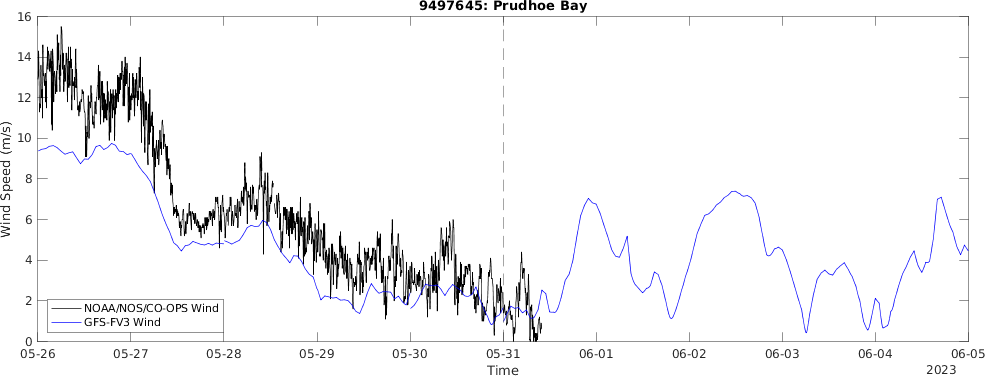 9497645: Prudhoe Bay
Wind Speed (m/s)
16
14
12
10
8
6
4
2
0
NOAA/NOS/CO-OPS Wind
GFS-FV3 Wind
05-26 05-27 05-28 05-29 05-30 05-31 06-01 06-02 06-03 06-04 06-05
Time
2023